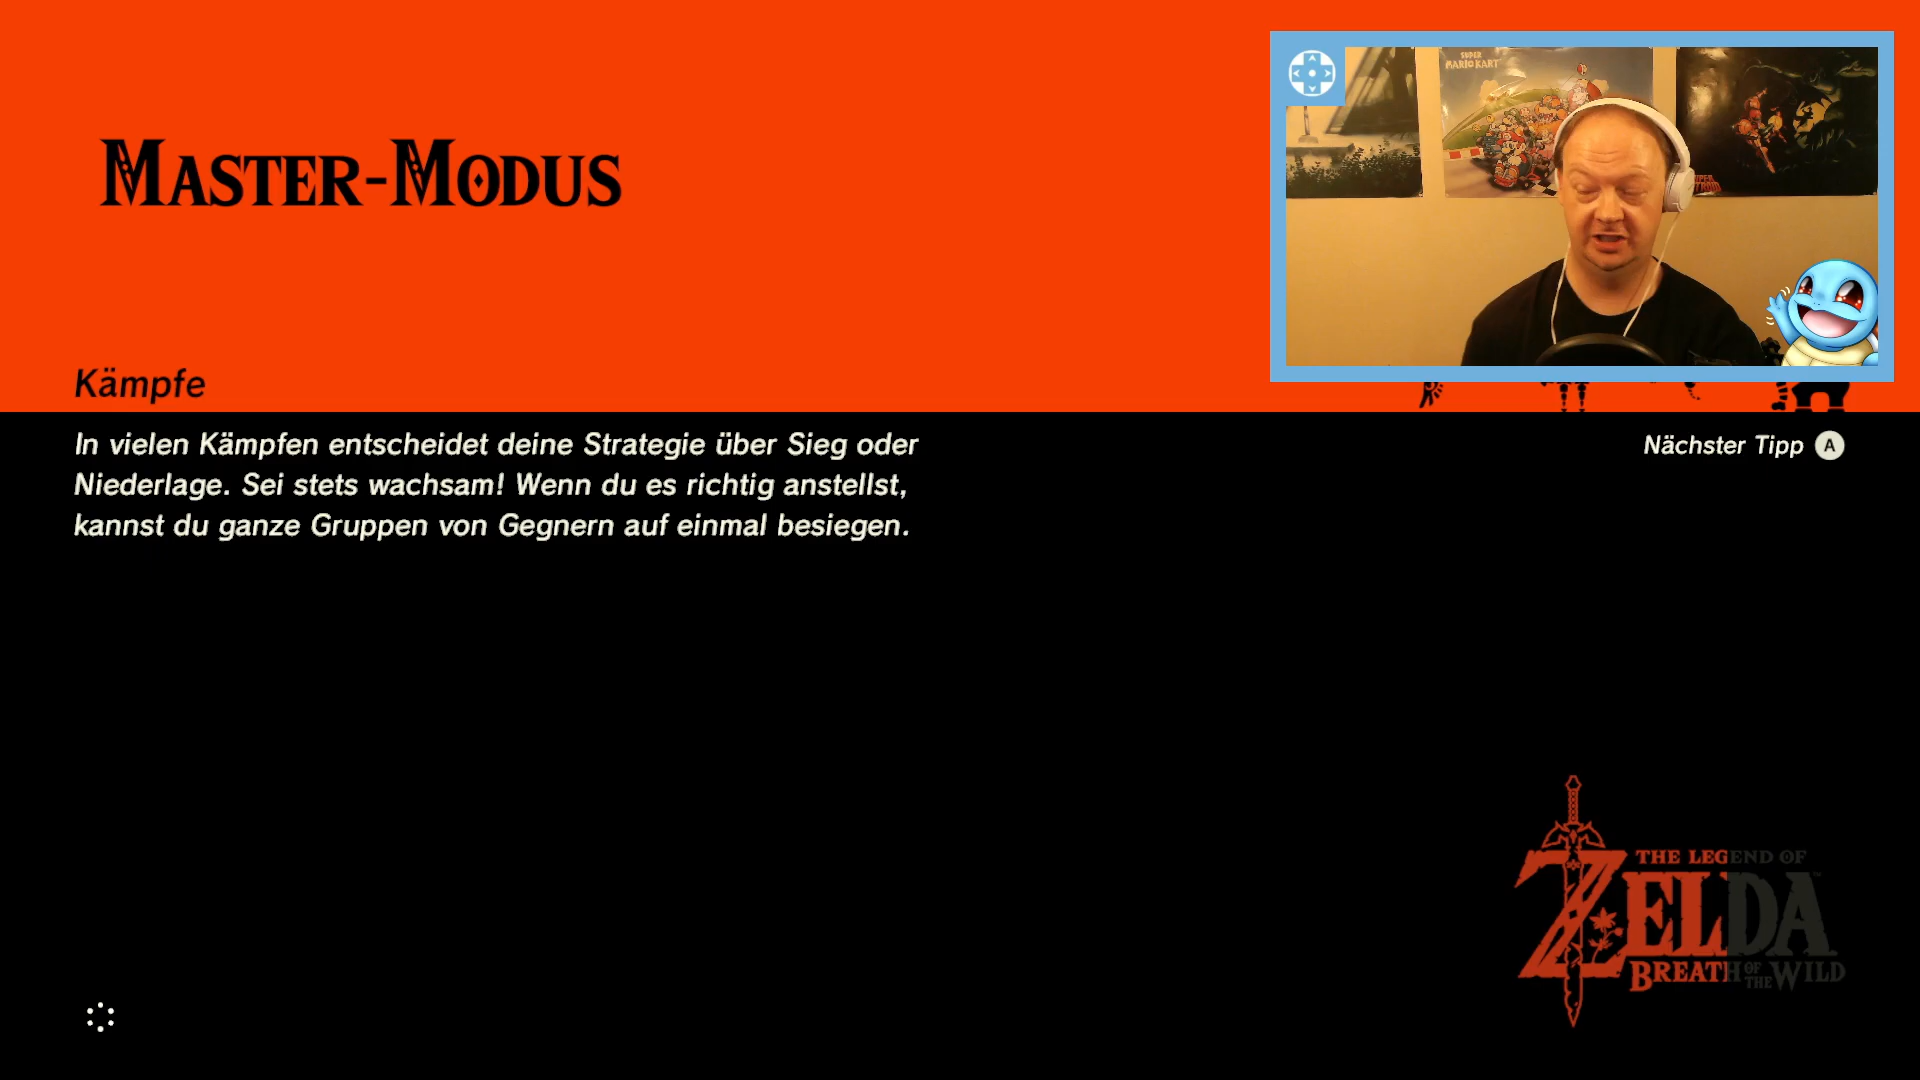 MASTER-MODUS
SUPER
MARIO KART
Kämpfe
In vielen Kämpfen entscheidet deine Strategie über Sieg oder
Niederlage. Sei stets wachsam! Wenn du es richtig anstellst,
kannst du ganze Gruppen von Gegnern auf einmal besiegen.
Nächster Tipp A
THE LEGEND OF
ZELDA
BREATH OF THE WILD